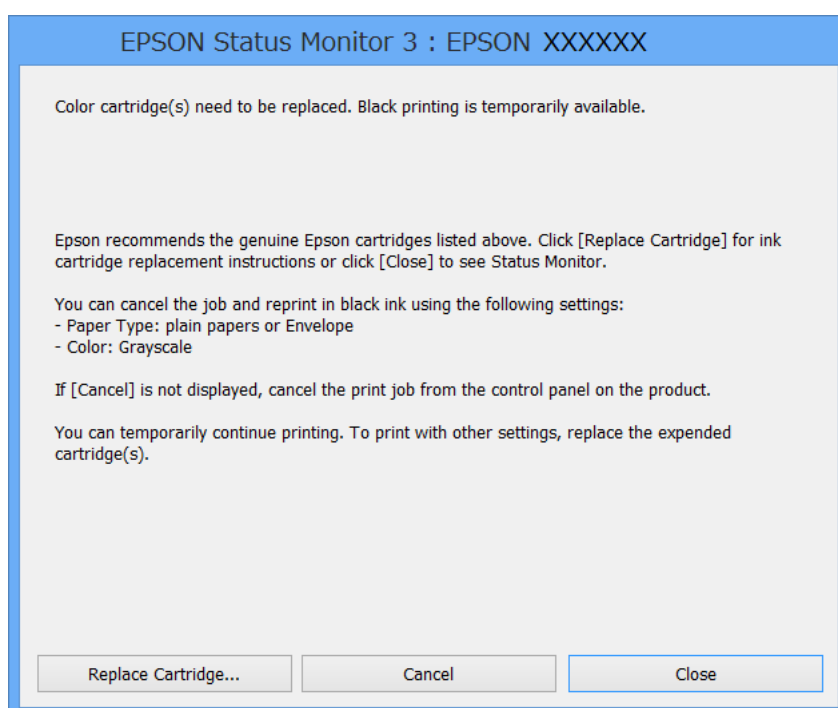 EPSON Status Monitor 3 : EPSON XXXXXX
Color cartridge(s) need to be replaced. Black printing is temporarily available.
Epson recommends the genuine Epson cartridges listed above. Click [Replace Cartridge] for ink
cartridge replacement instructions or click [Close] to see Status Monitor.
You can cancel the job and reprint in black ink using the following settings:
- Paper Type: plain papers or Envelope
- Color: Grayscale
If [Cancel] is not displayed, cancel the print job from the control panel on the product.
You can temporarily continue printing. To print with other settings, replace the expended
cartridge(s).
Replace Cartridge...
Cancel
Close